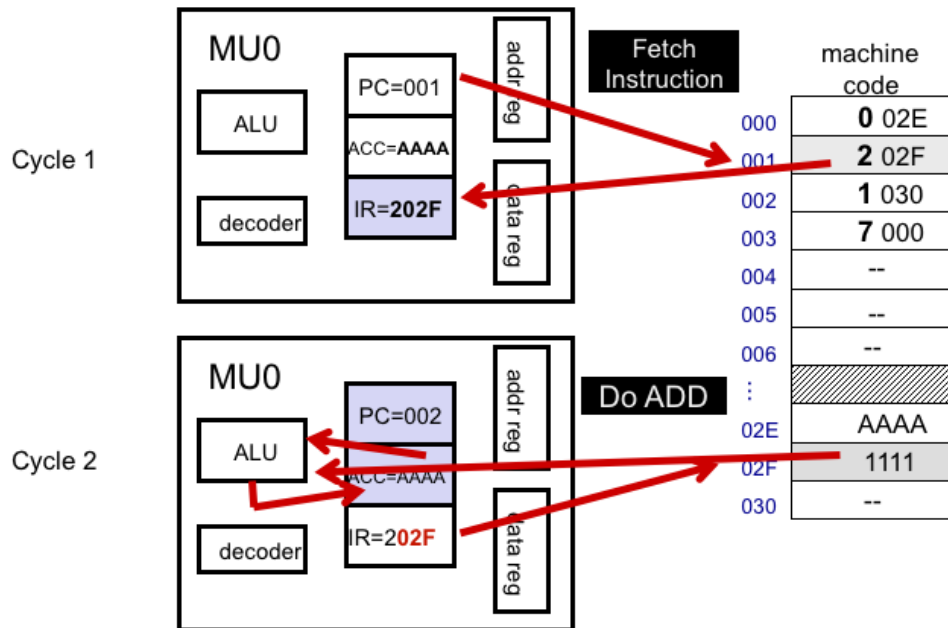 Cycle 1
MU0
ALU
decoder
PC=001
ACC=AAAA
IR=202F
addr reg
data reg
Fetch
Instruction
Cycle 2
MU0
ALU
decoder
PC=002
ACC=AAAA
IR=202F
addr reg
data reg
Do ADD
machine
code
000 0 02E
001 2 02F
002 1 030
003 7 000
004 --
005 --
006 --
...
02E AAAA
02F 1111
030 --